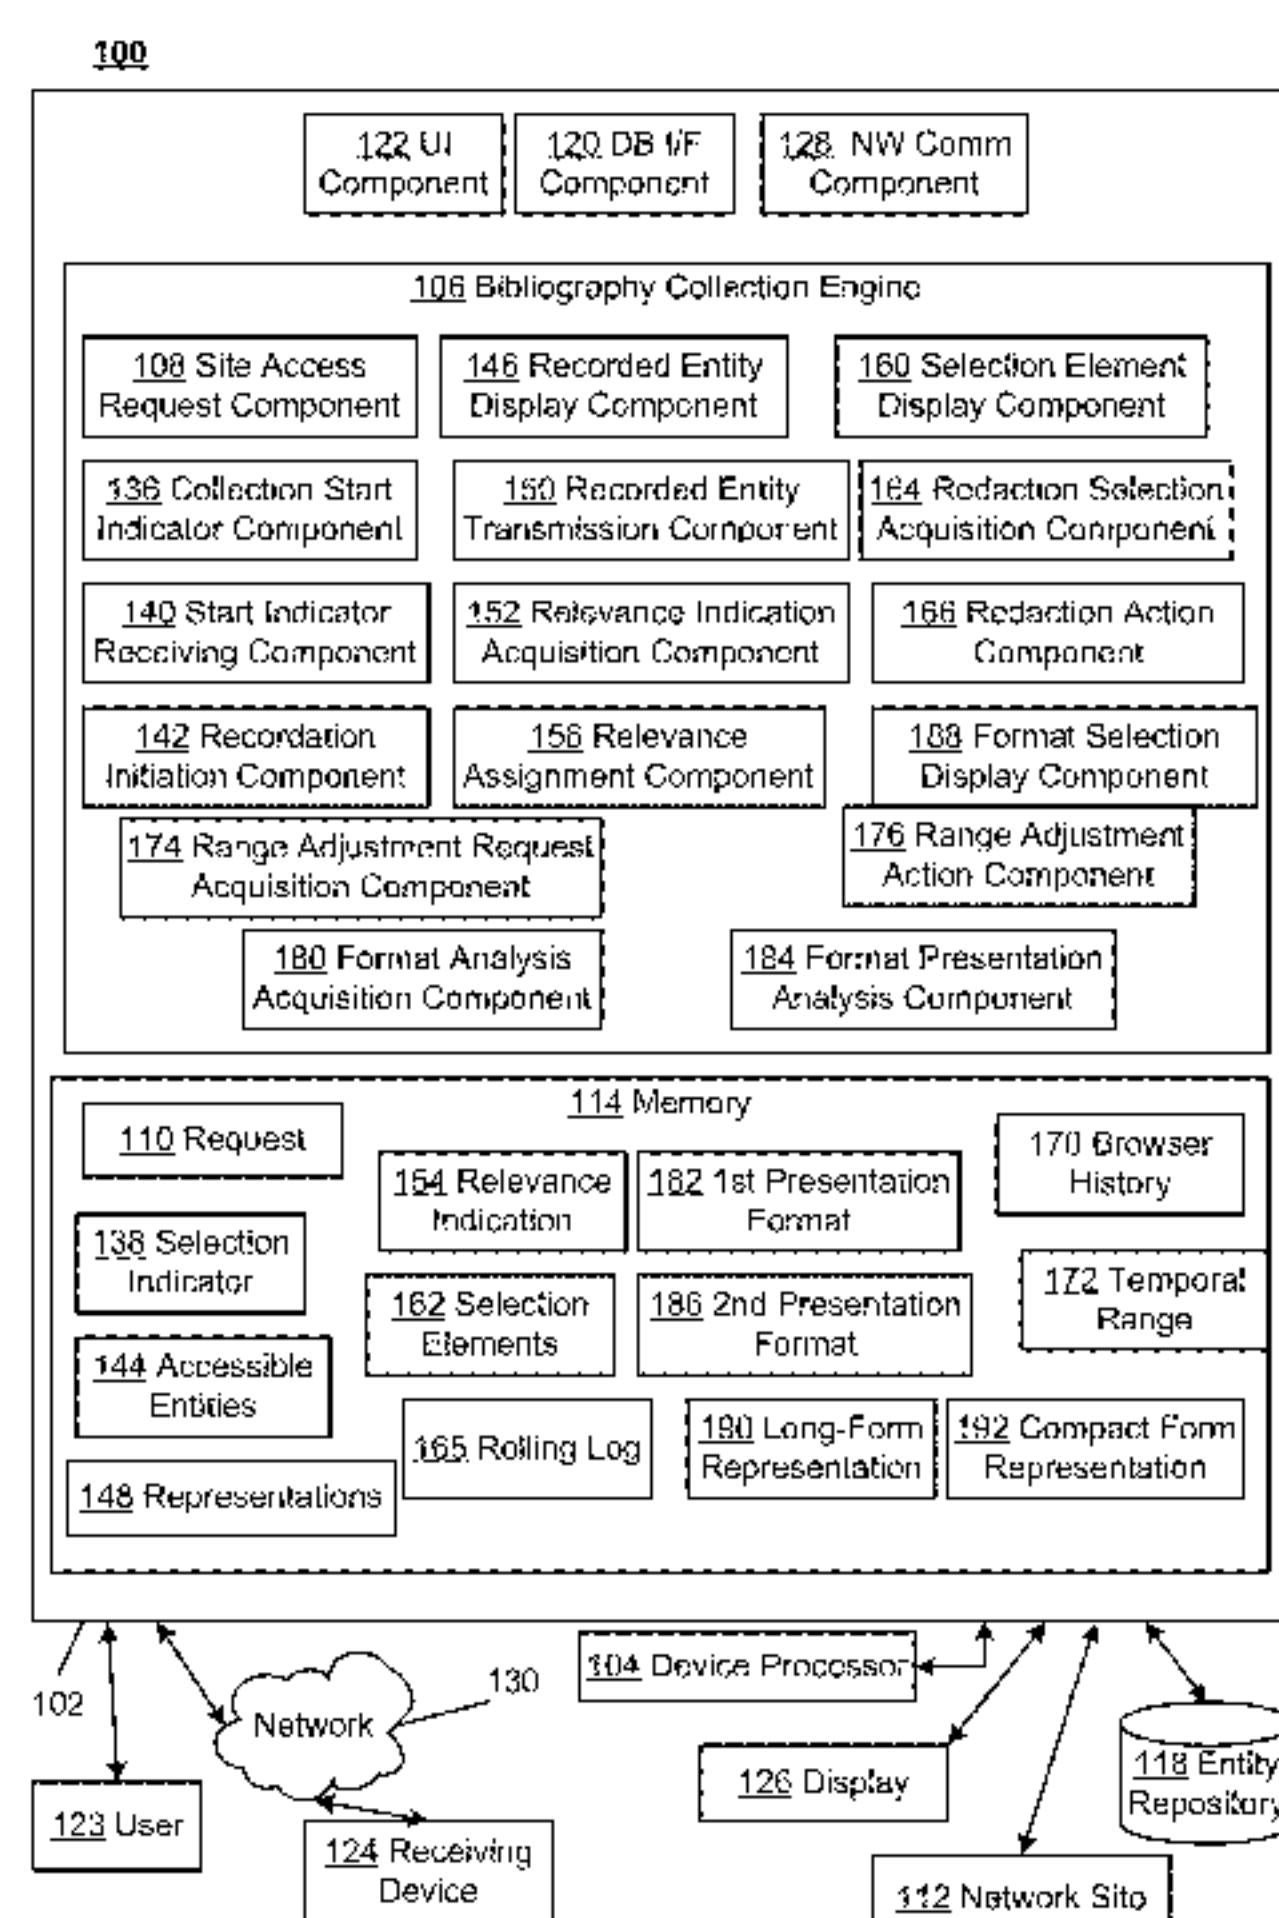 100
122 UI
Component
120 DB I/F
Component
128 NW Comm
Component
106 Bibliography Collection Engine
108 Site Access
Request Component
146 Recorded Entity
Display Component
160 Selection Element
Display Component
136 Collection Start
Indicator Component
150 Recorded Entity
Transmission Component
164 Redaction Selection
Acquisition Component
140 Start Indicator
Receiving Component
152 Relevance Indication
Acquisition Component
166 Redaction Action
Component
142 Recordation
Initiation Component
156 Relevance
Assignment Component
188 Format Selection
Display Component
174 Range Adjustment Request
Acquisition Component
176 Range Adjustment
Action Component
180 Format Analysis
Acquisition Component
184 Format Presentation
Analysis Component
114 Memory
110 Request
154 Relevance
Indication
182 1st Presentation
Format
170 Browser
History
138 Selection
Indicator
162 Selection
Elements
186 2nd Presentation
Format
172 Temporal
Range
144 Accessible
Entities
165 Rolling Log
190 Long-Form
Representation
192 Compact Form
Representation
148 Representations
102
Network
130
104 Device Processor
118 Entity
Repository
126 Display
123 User
124 Receiving
Device
112 Network Site